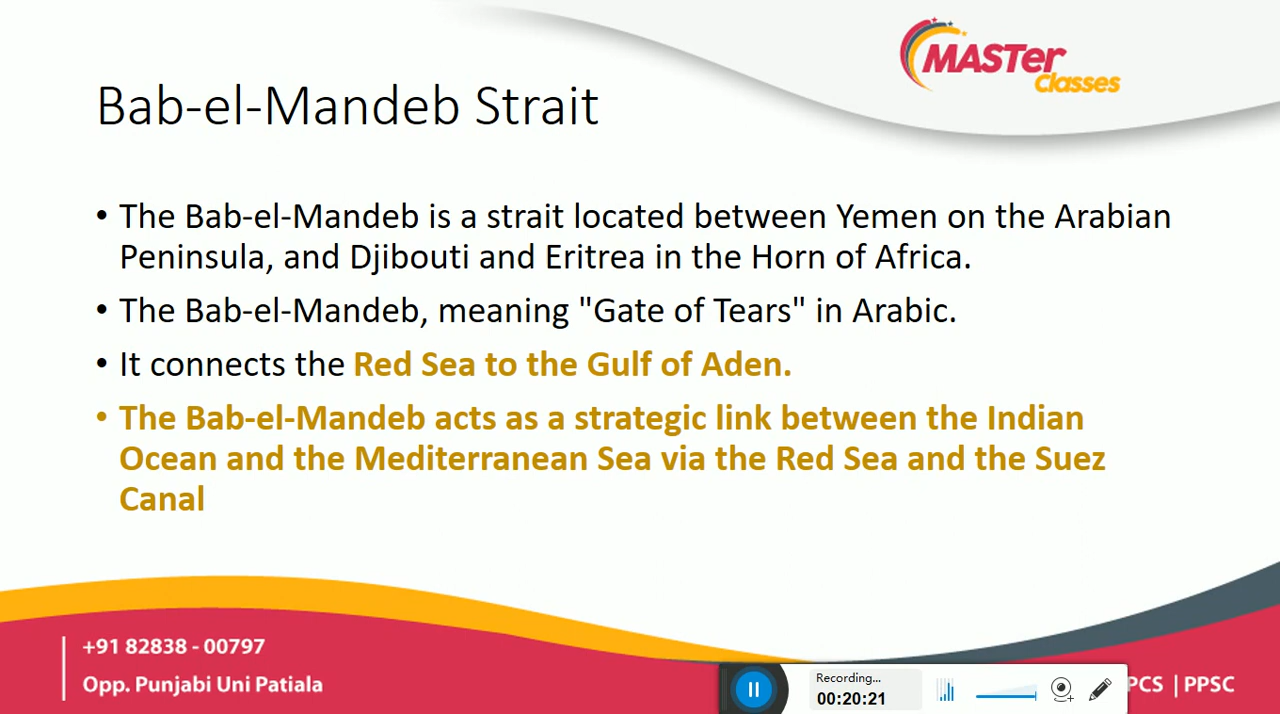 MASTer
Classes
Bab-el-Mandeb Strait
• The Bab-el-Mandeb is a strait located between Yemen on the Arabian
Peninsula, and Djibouti and Eritrea in the Horn of Africa.
• The Bab-el-Mandeb, meaning "Gate of Tears" in Arabic.
• It connects the Red Sea to the Gulf of Aden.
• The Bab-el-Mandeb acts as a strategic link between the Indian
Ocean and the Mediterranean Sea via the Red Sea and the Suez
Canal
+91 82838 - 00797
Opp. Punjabi Uni Patiala
Recording...
00:20:21
PCS | PPSC